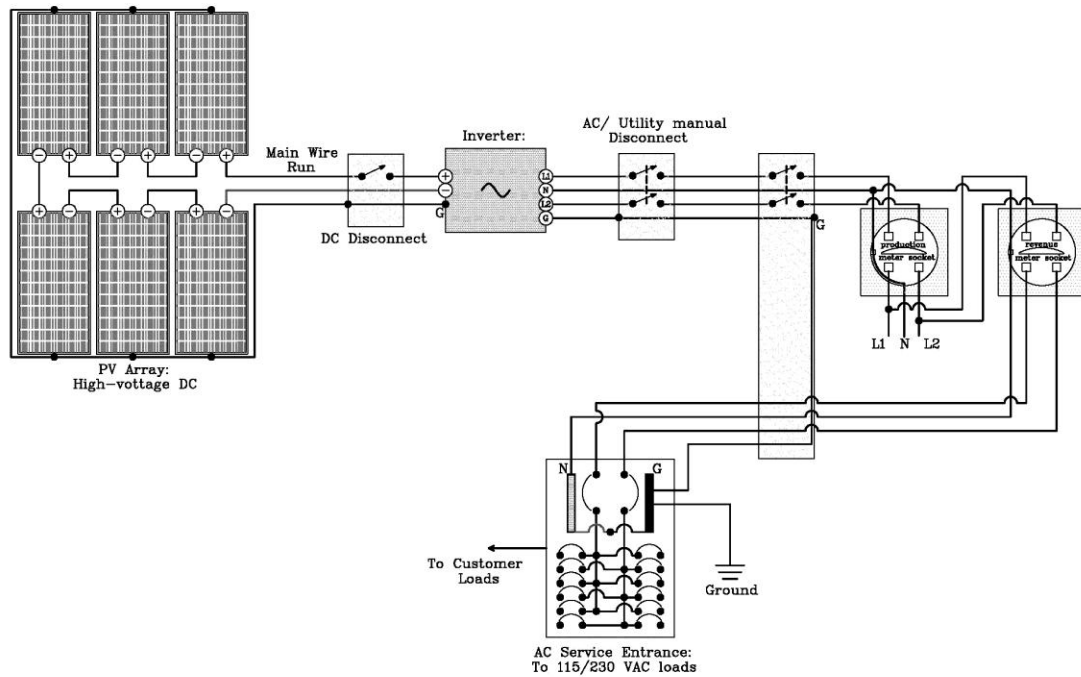 AC/ Utility manual
Disconnect
Inverter:
Main Wire
Run
− + − + − +
+ − + − + −
+
−
G
L1
N
L2
G
G
DC Disconnect
production
meter socket
revenus
meter socket
L1 N L2
PV Array:
High-vottage DC
N G
To Customer
Loads
Ground
AC Service Entrance:
To 115/230 VAC loads